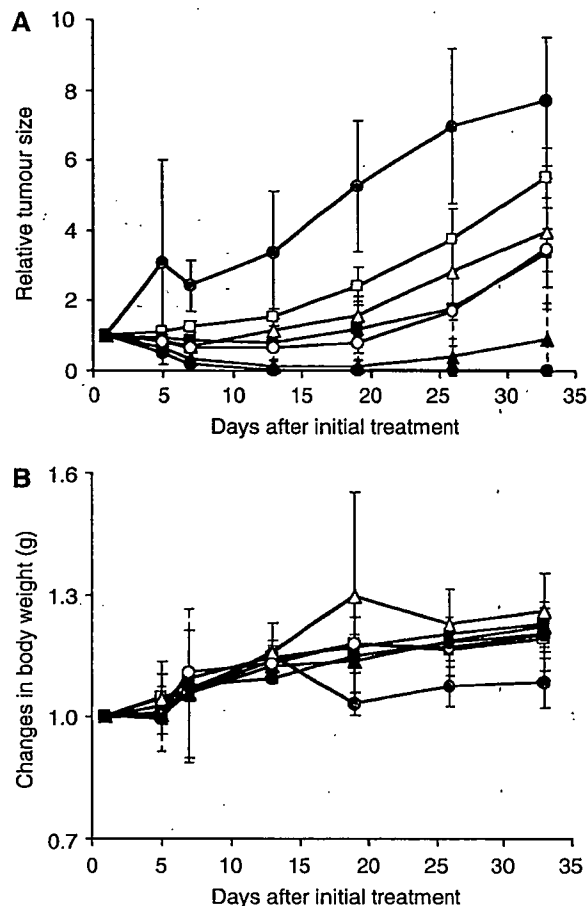 A
Relative tumour size
10
8
6
4
2
0
0 5 10 15 20 25 30 35
Days after initial treatment
B
Changes in body weight (g)
1.6
1.3
1.0
0.7
0 5 10 15 20 25 30 35
Days after initial treatment